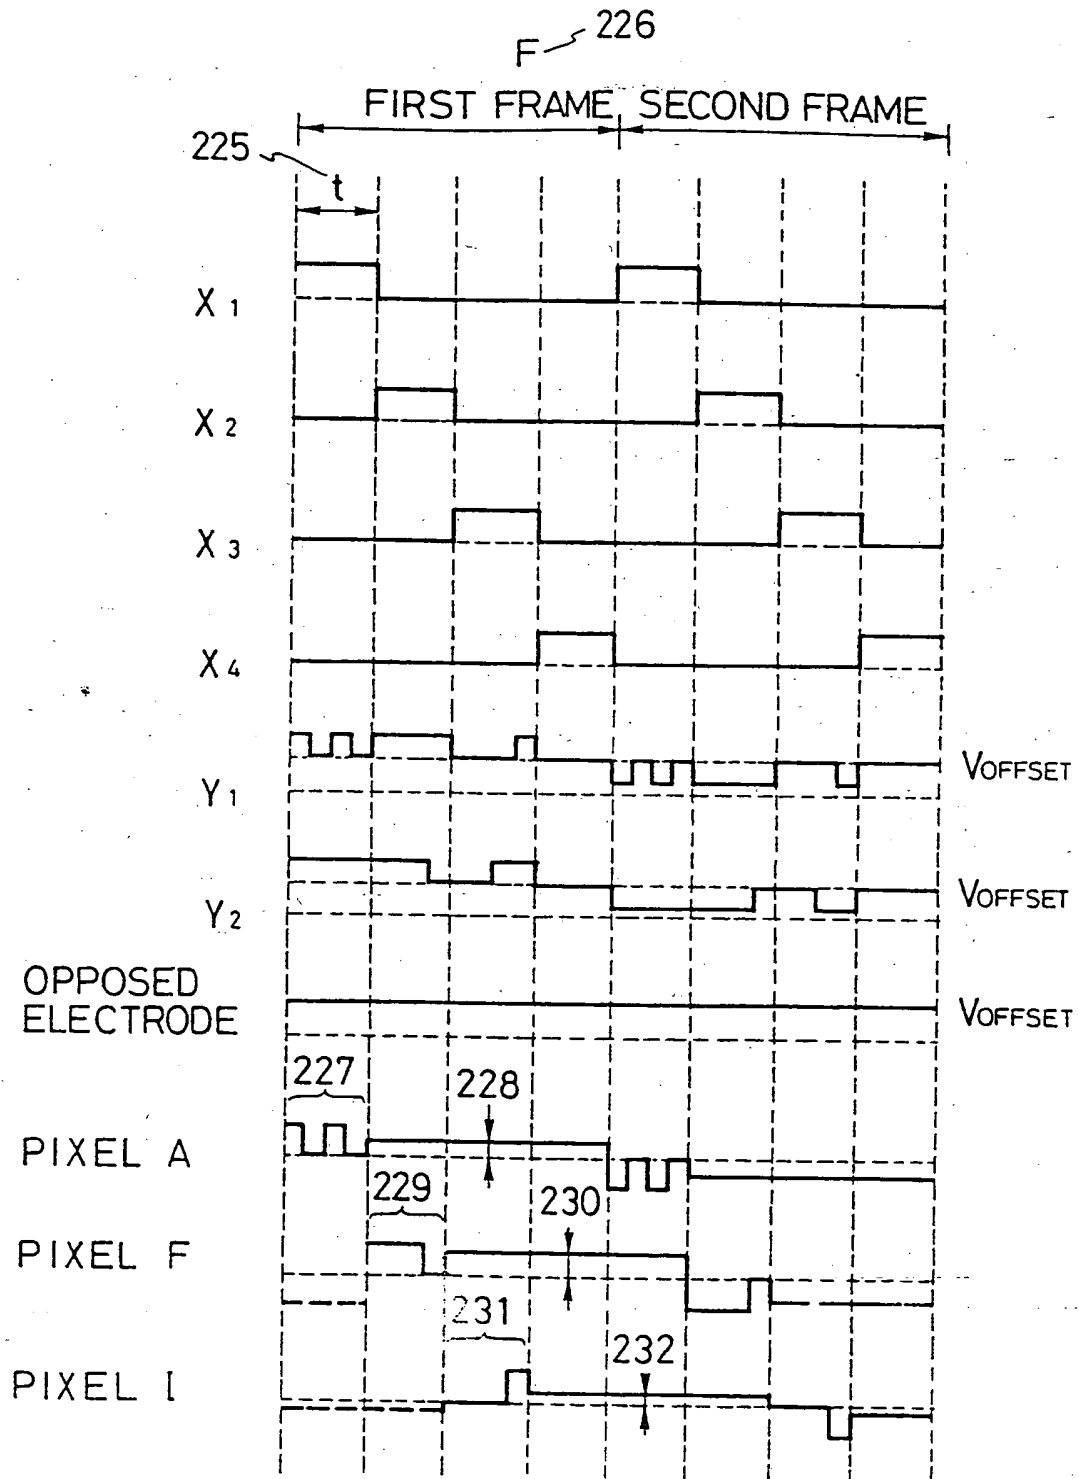 226
F
FIRST FRAME SECOND FRAME
225
t
X1
X2
X3
X4
VOFFSET
Y1
VOFFSET
Y2
OPPOSED
ELECTRODE
VOFFSET
227
228
PIXEL A
229
230
PIXEL F
231
232
PIXEL I